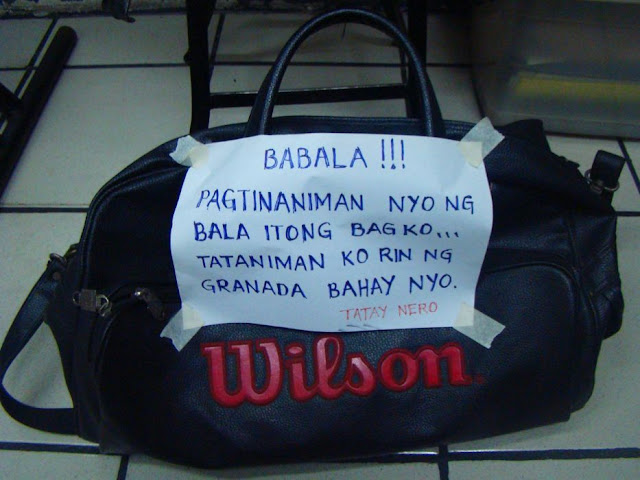 BABALA !!!
PAGTINANIMAN NYO NG
BALA ITONG BAG KO,,,
TATANIMAN KO RIN NG
GRANADA BAHAY NYO.
TATAY NERO
Wilson